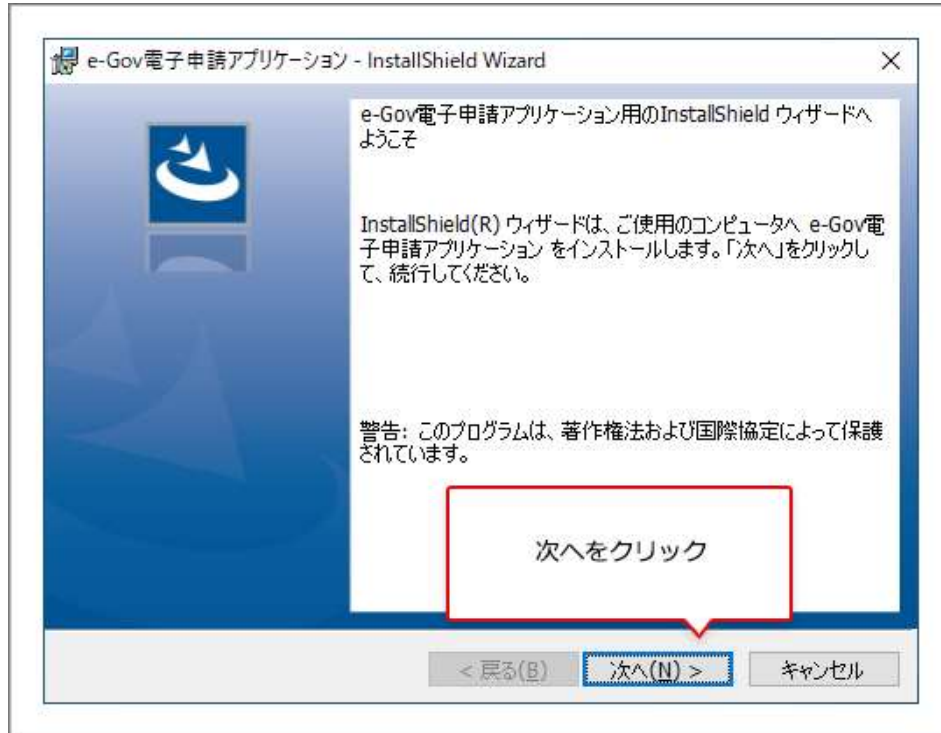 e-Gov電子申請アプリケーション - InstallShield Wizard
e-Gov電子申請アプリケーション用のInstallShield ウィザードへ
ようこそ
InstallShield(R) ウィザードは、ご使用のコンピュータへ e-Gov電
子申請アプリケーション をインストールします。「次へ」をクリックし
て、続行してください。
警告: このプログラムは、著作権法および国際協定によって保護
されています。
次へをクリック
< 戻る(B) 次へ(N) > キャンセル